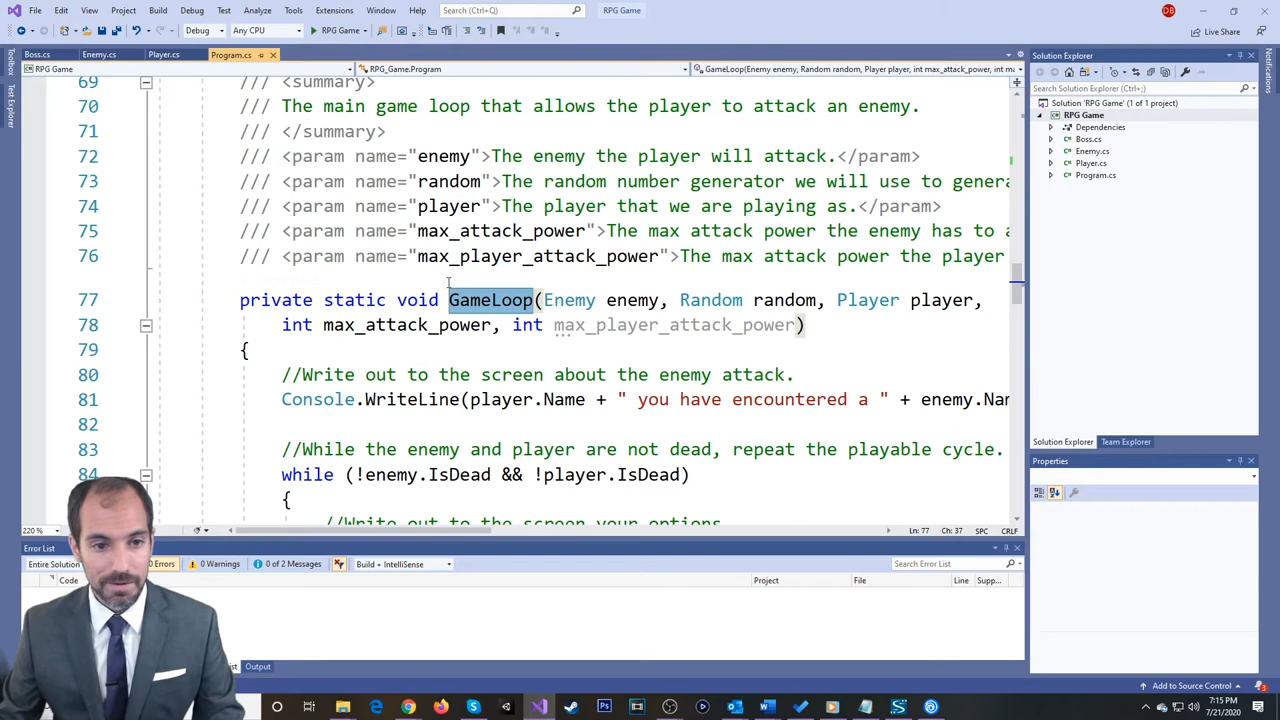 File Edit View Project Build Debug Test Analyze Tools Extensions Window Help Search (Ctrl+Q) RPG Game DB
Debug Any CPU RPG Game Live Share
Boss.cs Enemy.cs Player.cs Program.cs Solution Explorer
RPG Game RPG_Game.Program GameLoop(Enemy enemy, Random random, Player player, int max_attack_power, int m
Toolbox
Test Explorer
Notifications
Search Solution Explorer (Ctrl+;)
Solution 'RPG Game' (1 of 1 project)
RPG Game
Dependencies
Boss.cs
Enemy.cs
Player.cs
Program.cs
Solution Explorer Team Explorer
Properties
69 /// <summary>
70 /// The main game loop that allows the player to attack an enemy.
71 /// </summary>
72 /// <param name="enemy">The enemy the player will attack.</param>
73 /// <param name="random">The random number generator we will use to genera
74 /// <param name="player">The player that we are playing as.</param>
75 /// <param name="max_attack_power">The max attack power the enemy has to a
76 /// <param name="max_player_attack_power">The max attack power the player
77 private static void GameLoop(Enemy enemy, Random random, Player player,
78 int max_attack_power, int max_player_attack_power)
79 {
80 //Write out to the screen about the enemy attack.
81 Console.WriteLine(player.Name + " you have encountered a " + enemy.Nam
82
83 //While the enemy and player are not dead, repeat the playable cycle.
84 while (!enemy.IsDead && !player.IsDead)
{
//Write out to the screen your options
220 % Ln: 77 Ch: 37 SPC CRLF
Error List
Entire Solution 0 Errors 0 Warnings 0 of 2 Messages Build + IntelliSense Search Error List
Code Project File Line Supp...
Output
Add to Source Control 3
7:15 PM
7/21/2020